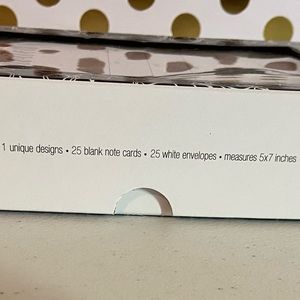 1 unique designs • 25 blank note cards • 25 white envelopes • measures 5x7 inches